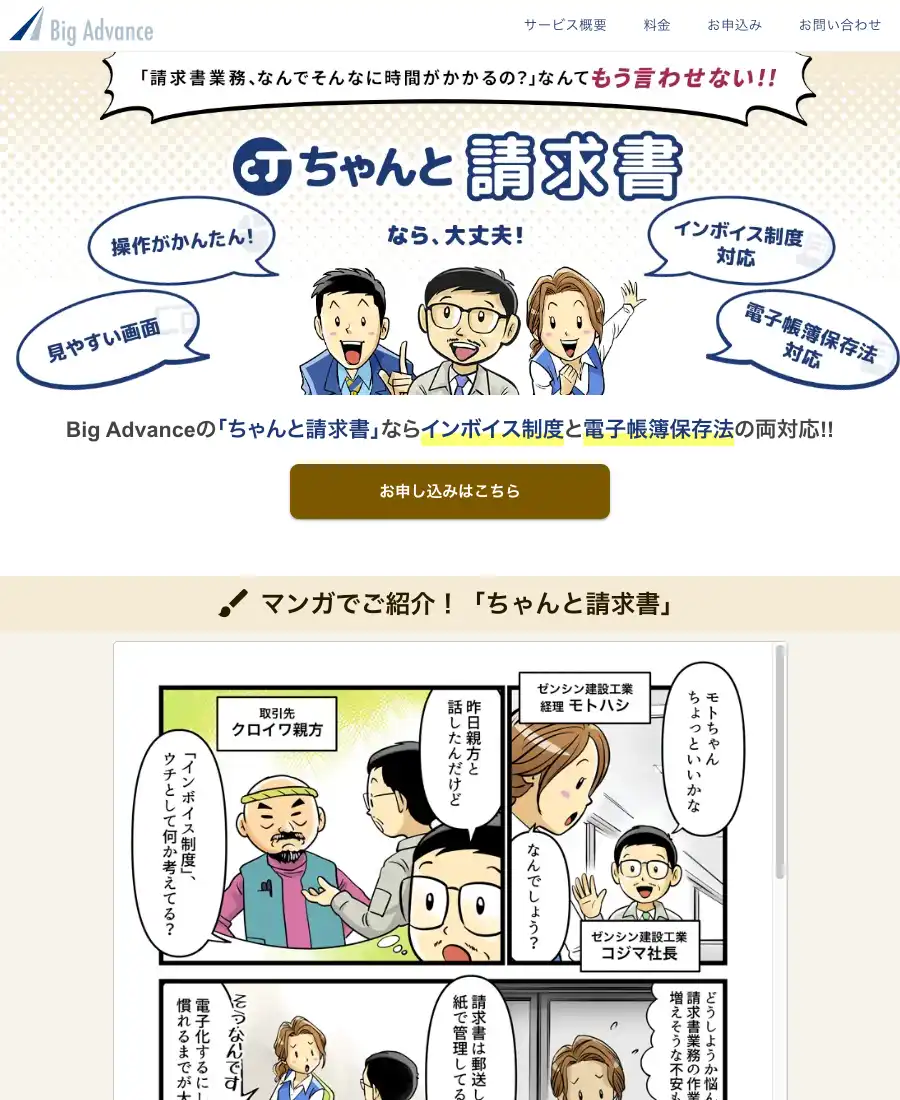 Big Advance
サービス概要
料金
お申込み
お問い合わせ
「請求書業務、なんでそんなに時間がかかるの？」なんてもう言わせない!!
ちゃんと請求書
なら、大丈夫!
操作がかんたん!
見やすい画面
インボイス制度
対応
電子帳簿保存法
対応
Big Advanceの「ちゃんと請求書」ならインボイス制度と電子帳簿保存法の両対応!!
お申し込みはこちら
マンガでご紹介！「ちゃんと請求書」
モトちゃん
ちょっといいかな
ゼンシン建設工業
経理 モトハシ
なんでしょう？
ゼンシン建設工業
コジマ社長
昨日親方と
話したんだけど
取引先
クロイワ親方
「インボイス制度」、
ウチとして何か考えてる？
どうしようか悩ん
請求書業務の作業
増えそうな不安も
請求書は郵送し
紙で管理してる
そうなんです
電子化するにし
慣れるまでが大